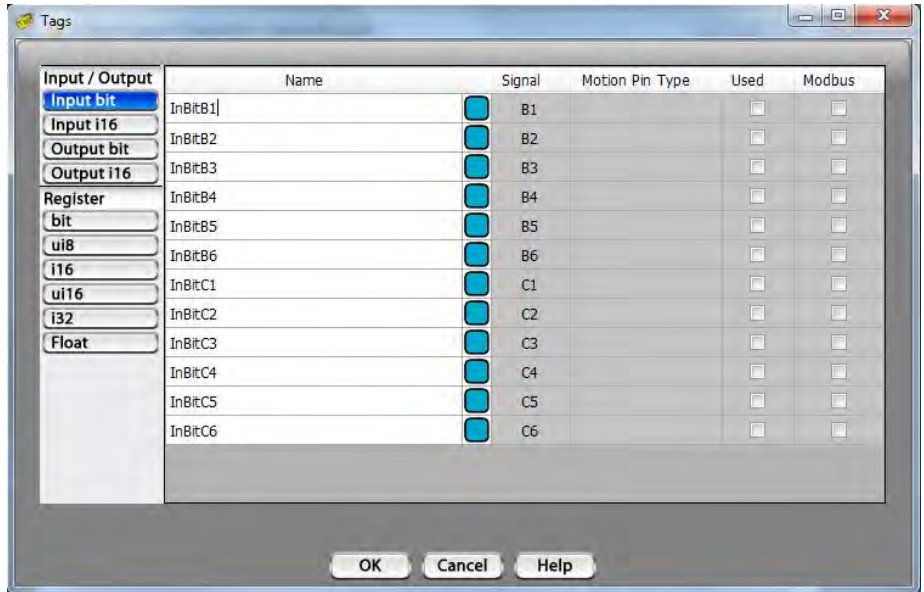 Tags
Input / Output Name Signal Motion Pin Type Used Modbus
Input bit InBitB1 B1
Input i16
Output bit InBitB2 B2
Output i16 InBitB3 B3
Register InBitB4 B4
bit InBitB5 B5
ui8
i16 InBitB6 B6
ui16 InBitC1 C1
i32 InBitC2 C2
Float InBitC3 C3
InBitC4 C4
InBitC5 C5
InBitC6 C6
OK Cancel Help